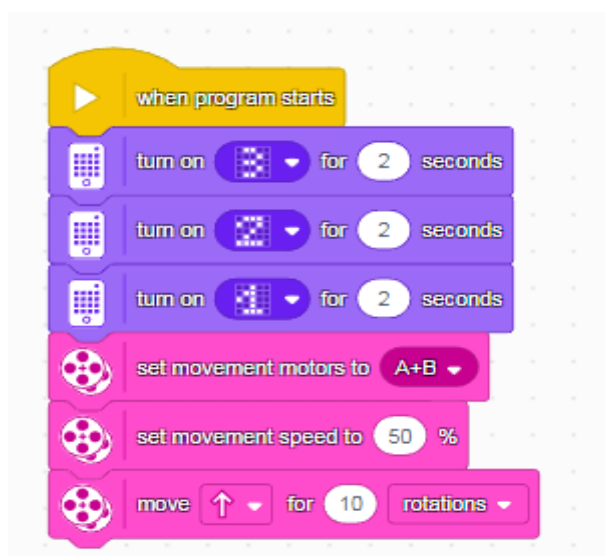 when program starts
turn on for 2 seconds
turn on for 2 seconds
turn on for 2 seconds
set movement motors to A+B
set movement speed to 50 %
move for 10 rotations